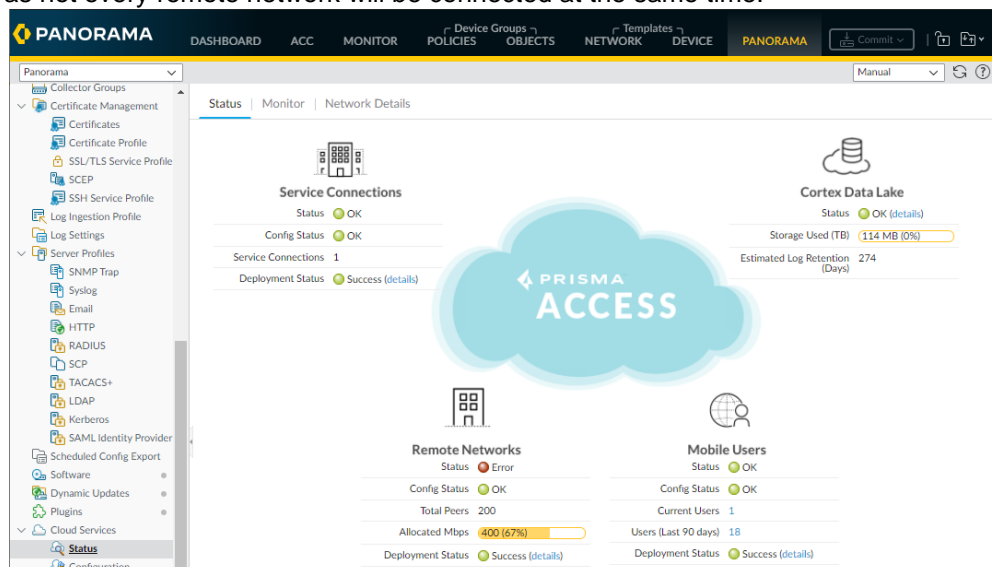 as not every remote network will be connected at the same time.
PANORAMA
DASHBOARD ACC MONITOR
Device Groups
POLICIES OBJECTS
Templates
NETWORK DEVICE
PANORAMA
Commit
Panorama
Manual
Collector Groups
Certificate Management
Certificates
Certificate Profile
SSL/TLS Service Profile
SCEP
SSH Service Profile
Log Ingestion Profile
Log Settings
Server Profiles
SNMP Trap
Syslog
Email
HTTP
RADIUS
SCP
TACACS+
LDAP
Kerberos
SAML Identity Provider
Scheduled Config Export
Software
Dynamic Updates
Plugins
Cloud Services
Status
Configuration
Status | Monitor | Network Details
Service Connections
Status OK
Config Status OK
Service Connections 1
Deployment Status Success (details)
Cortex Data Lake
Status OK (details)
Storage Used (TB) 114 MB (0%)
Estimated Log Retention 274
(Days)
PRISMA
ACCESS
Remote Networks
Status Error
Config Status OK
Total Peers 200
Allocated Mbps 400 (67%)
Deployment Status Success (details)
Mobile Users
Status OK
Config Status OK
Current Users 1
Users (Last 90 days) 18
Deployment Status Success (details)